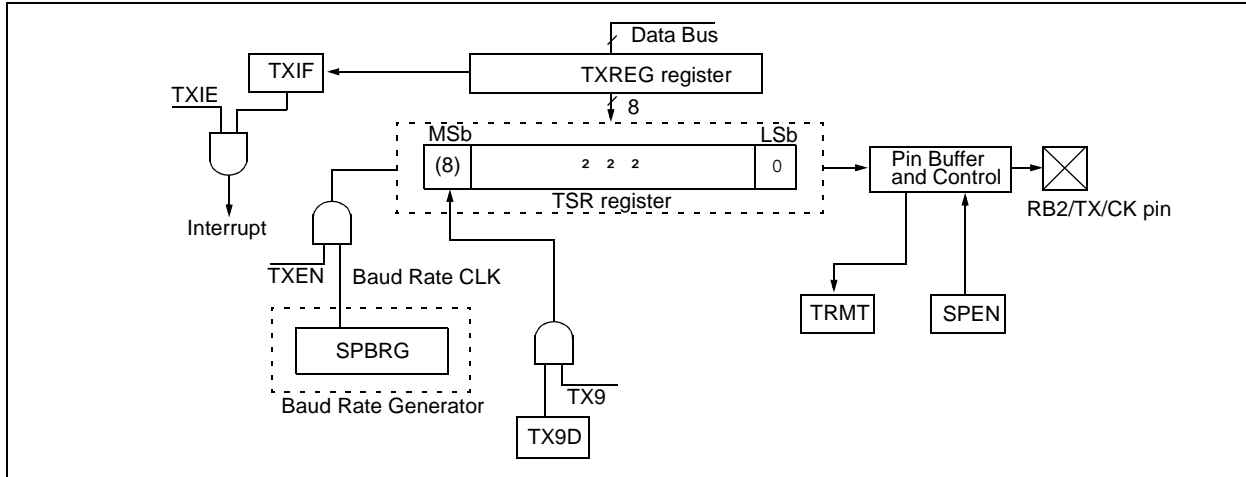 Data Bus
TXIF
TXREG register
TXIE
8
MSb
LSb
(8)
² ² ²
0
Pin Buffer
and Control
TSR register
Interrupt
RB2/TX/CK pin
TXEN
Baud Rate CLK
TRMT
SPEN
SPBRG
TX9
Baud Rate Generator
TX9D